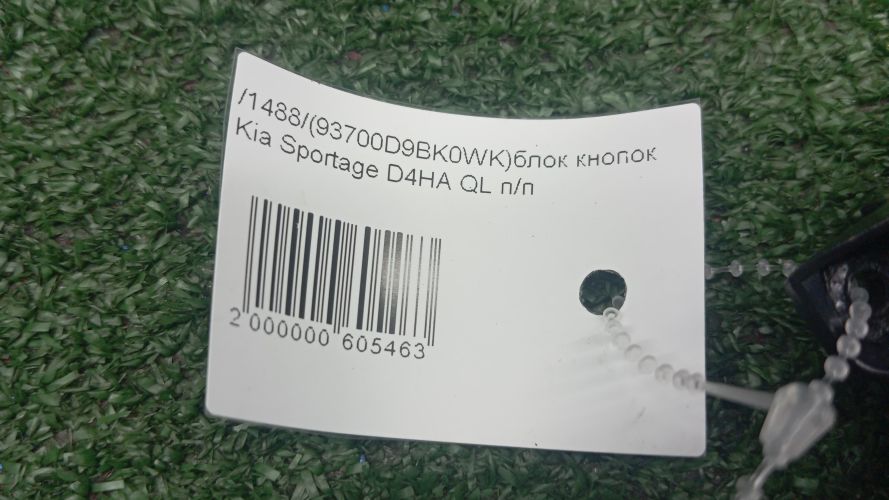 /1488/(93700D9BK0WK)блок кнопок
Kia Sportage D4HA QL п/п
2 000000 605463